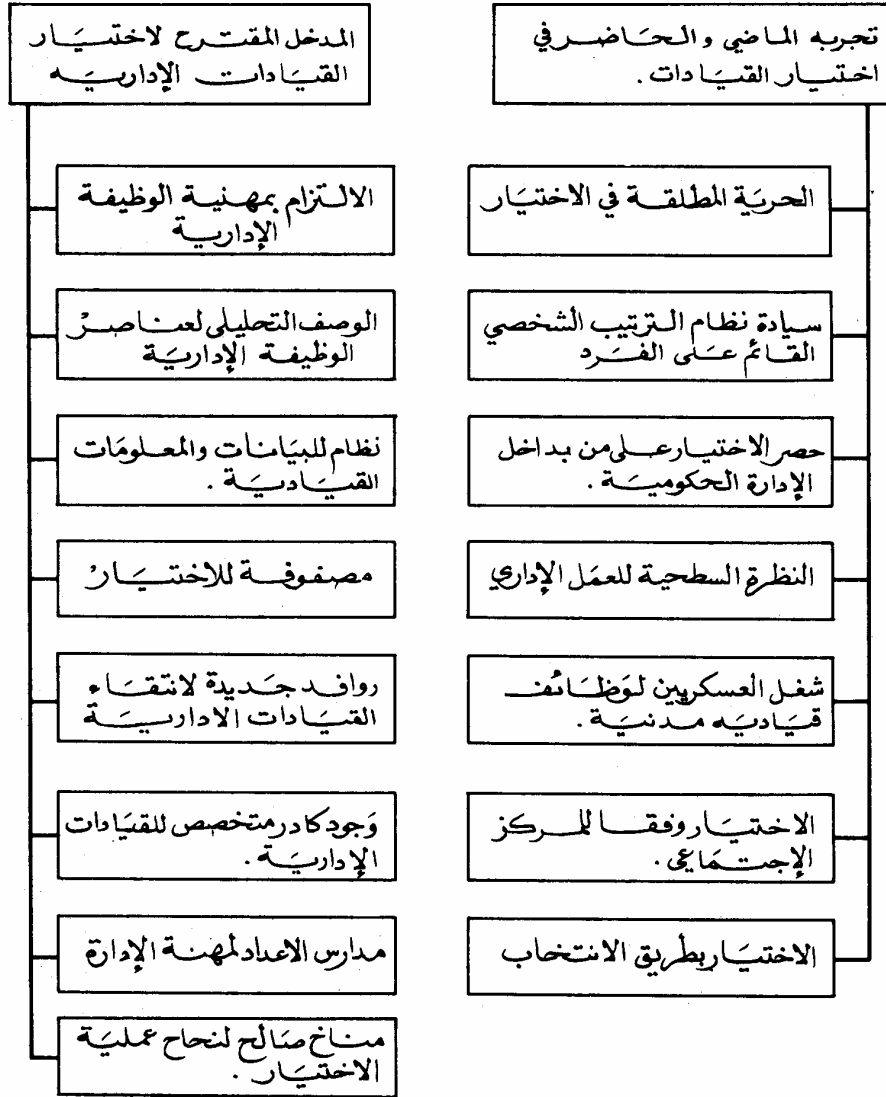 تجربه الماضي والحاضر في
اختيار القيادات .
الحرية المطلقة في الاختيار
سيادة نظام الترتيب الشخصي
القائم على الفرد
حصر الاختيار على من بداخل
الإدارة الحكومية .
النظرة السطحية للعمل الإداري
شغل العسكريين لوظائف
قياديه مدنية .
الاختيار وفقا للمركز
الإجتماعي .
الاختيار بطريق الانتخاب
المدخل المقترح لاختيار
القيادات الإداريه
الالتزام بمهنية الوظيفة
الإدارية
الوصف التحليلى لعناصر
الوظيفة الإدارية
نظام للبيانات والمعلومات
القيادية .
مصفوفة للاختيار
روافد جديدة لانتقاء
القيادات الادارية
وجود كادر متخصص للقيادات
الإدارية .
مدارس الاعداد لمهنة الإدارة
مناخ صالح لنجاح عملية
الاختيار .